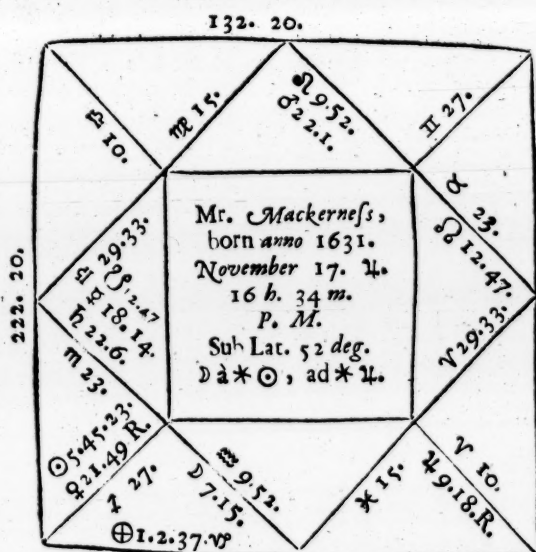 132. 20.
♌ 9.52.
♂ 22.1.
♊ 27.
♍ 15.
♎ 10.
♉ 23.
☊ 12.47.
Mr. Mackerneſs,
born anno 1631.
November 17. ♃.
16 h. 34 m.
P. M.
Sub Lat. 52 deg.
☽ à ⚹ ☉, ad ⚹ ♃.
♎ 29.33.
☋ 12.47
☿ 18.14.
♄ 22.6.
222. 20.
♈ 29.33.
♏ 23.
☉ 5.45.23.
♀ 21.49 R.
♐ 27.
⊕ 1.2.37. ♑
♒ 9.52.
☽ 7.15.
♓ 15.
♈ 10.
♃ 9.18. R.